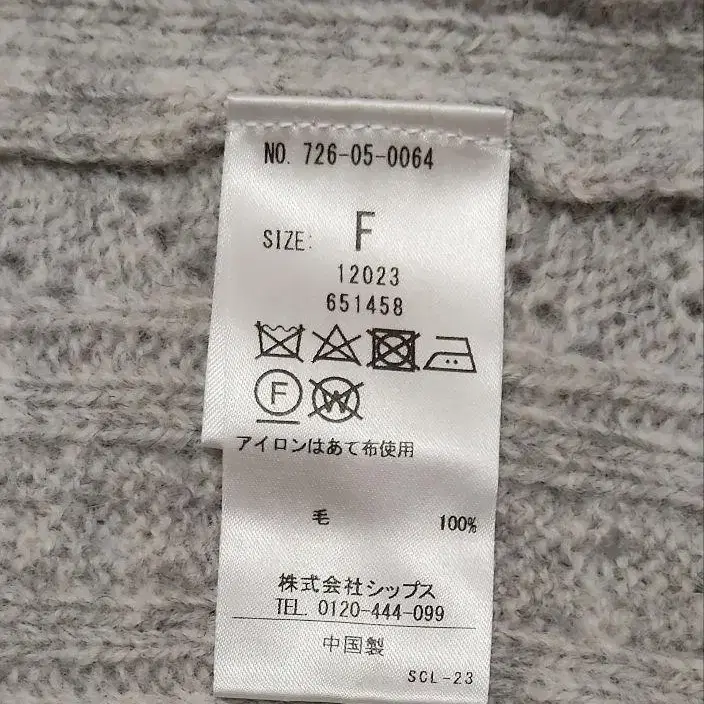 NO. 726-05-0064
SIZE: F
12023
651458
F W
アイロンはあて布使用
毛 100%
株式会社シップス
TEL. 0120-444-099
中国製
SCL-23